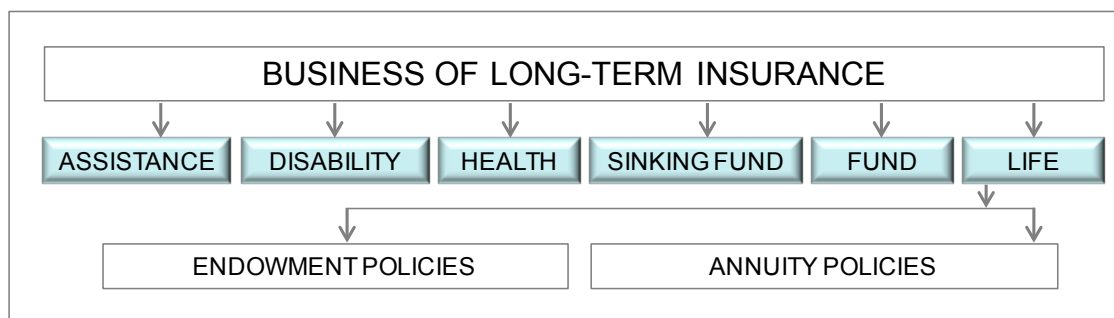 BUSINESS OF LONG-TERM INSURANCE
ASSISTANCE DISABILITY HEALTH SINKING FUND FUND LIFE
ENDOWMENT POLICIES ANNUITY POLICIES